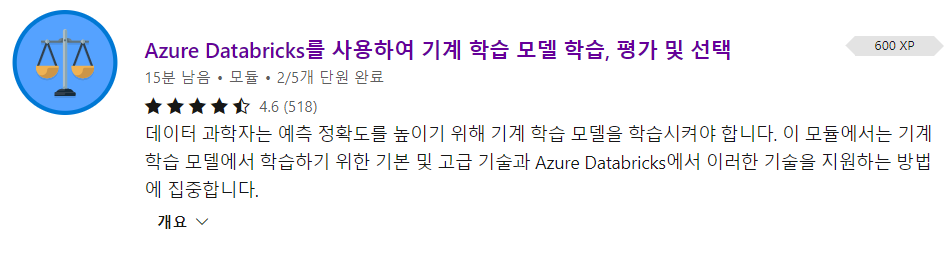 Azure Databricks를 사용하여 기계 학습 모델 학습, 평가 및 선택
600 XP
15분 남음 • 모듈 • 2/5개 단원 완료
4.6 (518)
데이터 과학자는 예측 정확도를 높이기 위해 기계 학습 모델을 학습시켜야 합니다. 이 모듈에서는 기계
학습 모델에서 학습하기 위한 기본 및 고급 기술과 Azure Databricks에서 이러한 기술을 지원하는 방법
에 집중합니다.
개요